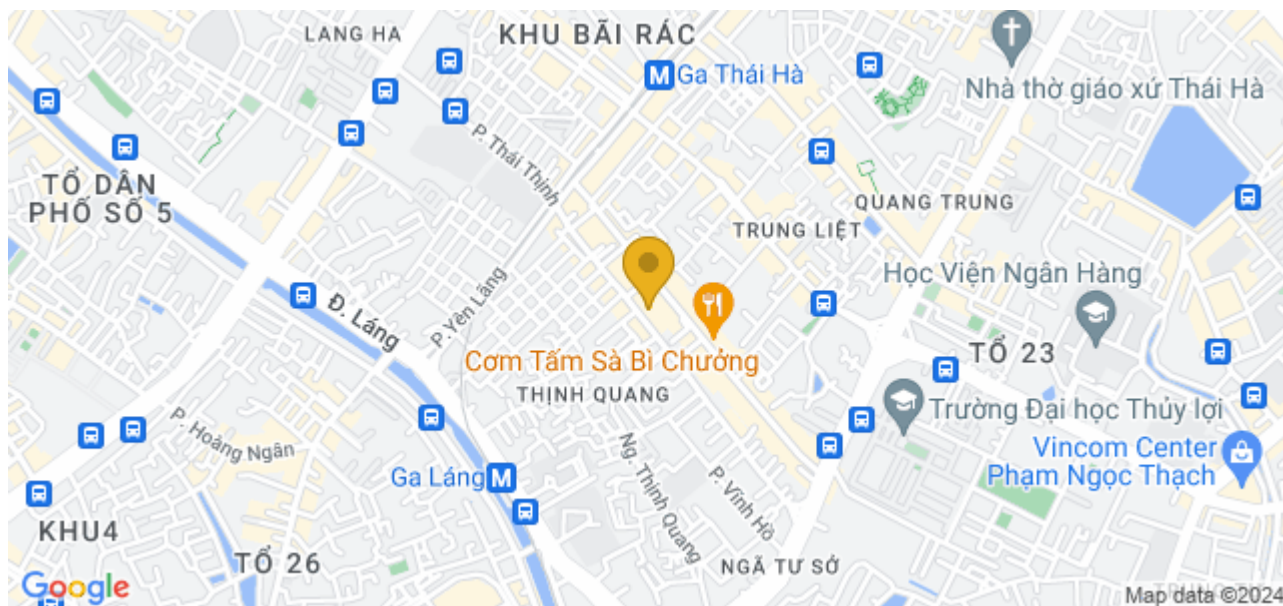 LANG HA
KHU BÃI RÁC
Ga Thái Hà
Nhà thờ giáo xứ Thái Hà
P. Thái Thịnh
TỔ DÂN
PHỐ SỐ 5
QUANG TRUNG
TRUNG LIỆT
Học Viện Ngân Hàng
Đ. Láng
P. Yên Lãng
Cơm Tấm Sà Bì Chưởng
TỔ 23
THỊNH QUANG
Trường Đại học Thủy lợi
P. Hoàng Ngân
Vincom Center
Phạm Ngọc Thạch
Ga Láng
Ng. Thịnh Quang
P. Vĩnh Hồ
KHU4
TỔ 26
NGÃ TƯ SỞ
Google
Map data ©2024